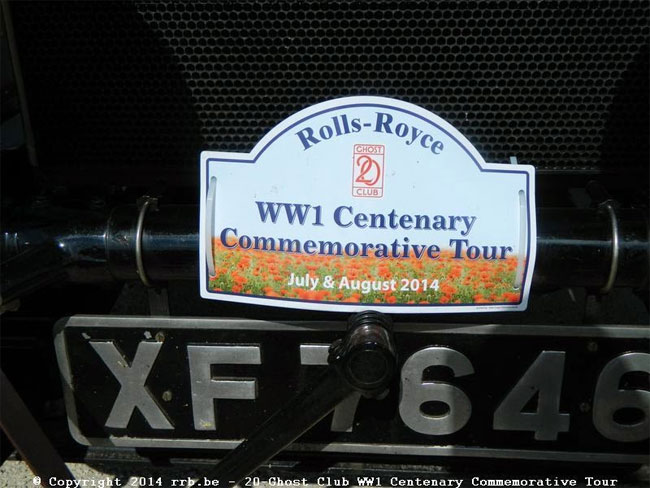 Rolls-Royce
GHOST
20
CLUB
WW1 Centenary
Commemorative Tour
July & August 2014
XF 7646
© Copyright 2014 rrb.be - 20-Ghost Club WW1 Centenary Commemorative Tour